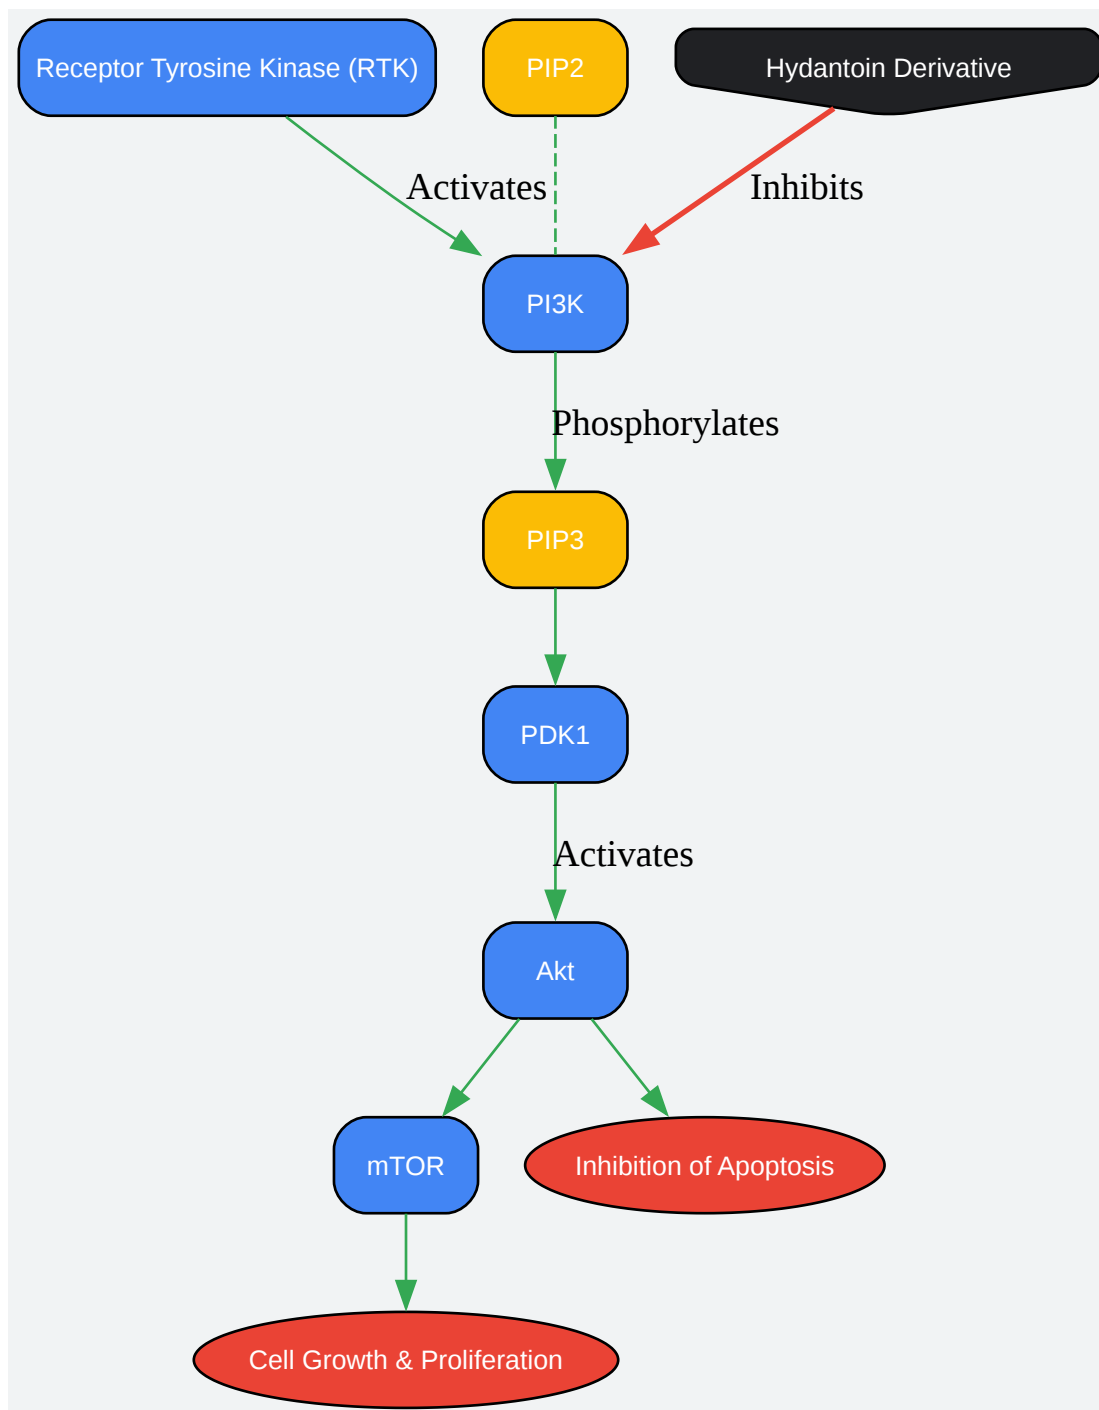 Receptor Tyrosine Kinase (RTK)
PIP2
Hydantoin Derivative
Activates
Inhibits
PI3K
Phosphorylates
PIP3
PDK1
Activates
Akt
mTOR
Inhibition of Apoptosis
Cell Growth & Proliferation